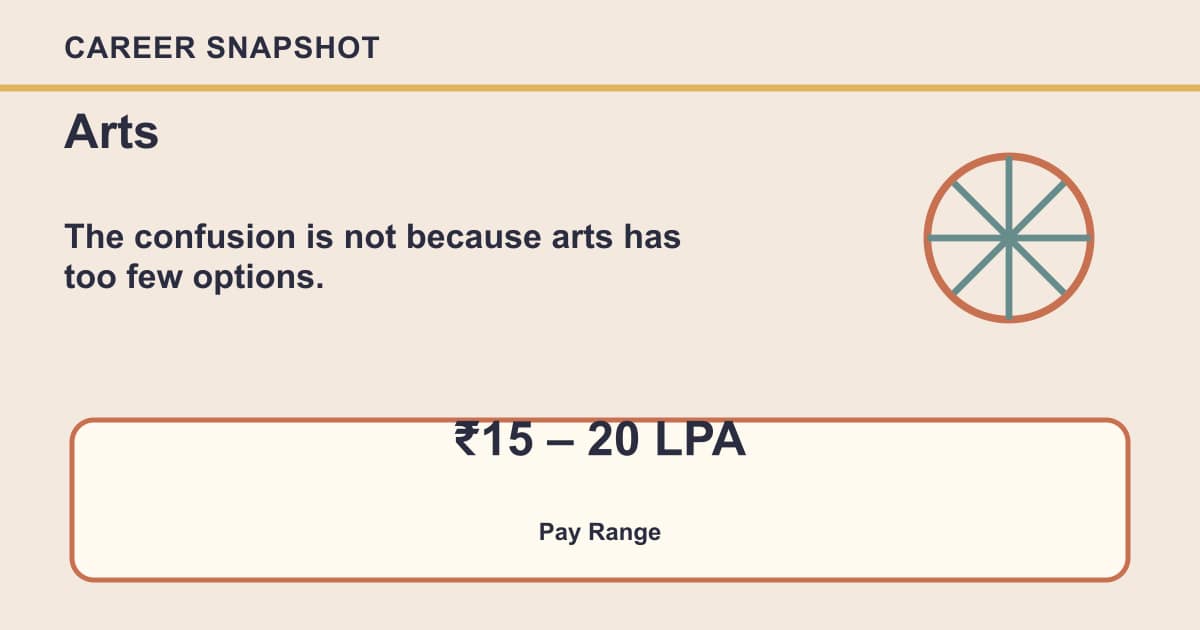 CAREER SNAPSHOT
Arts
The confusion is not because arts has
too few options.
₹15 – 20 LPA
Pay Range